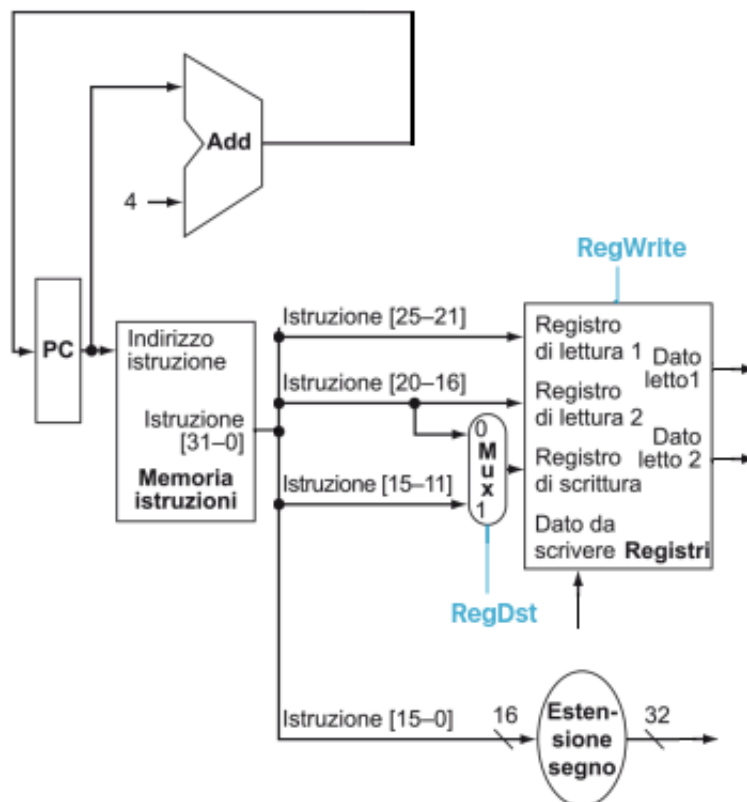 Add
4
RegWrite
PC
Indirizzo
istruzione
Istruzione
[31–0]
Memoria
istruzioni
Istruzione [25–21]
Istruzione [20–16]
Istruzione [15–11]
0
M
u
x
1
RegDst
Registro
di lettura 1
Registro
di lettura 2
Registro
di scrittura
Dato da
scrivere Registri
Dato
letto1
Dato
letto 2
Istruzione [15–0]
16
Esten-
sione
segno
32